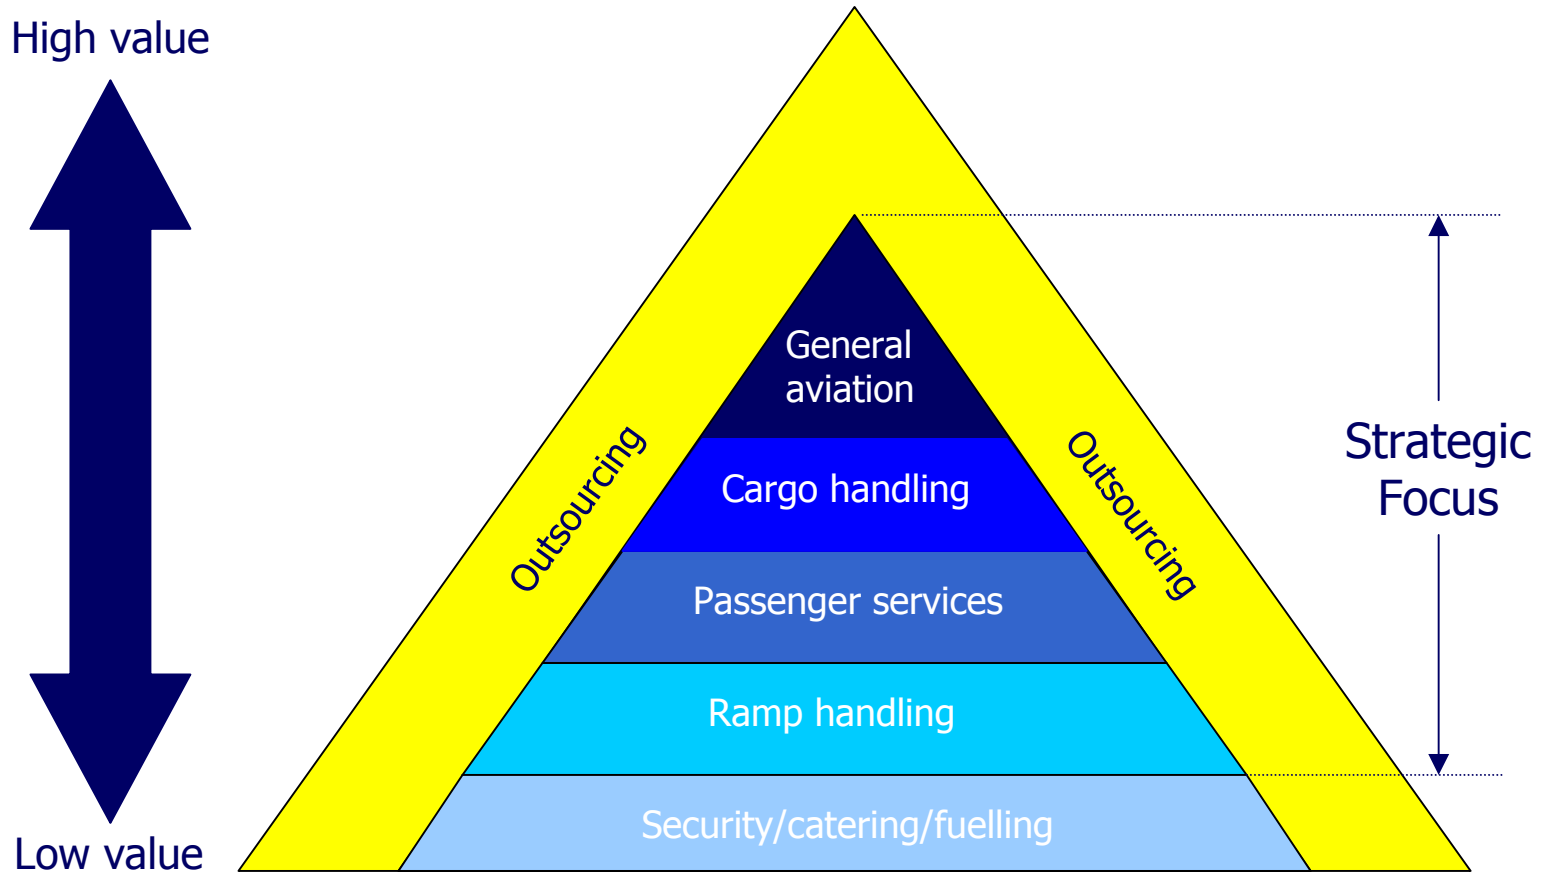 High value
General
aviation
Outsourcing
Outsourcing
Strategic
Focus
Cargo handling
Passenger services
Ramp handling
Security/catering/fuelling
Low value